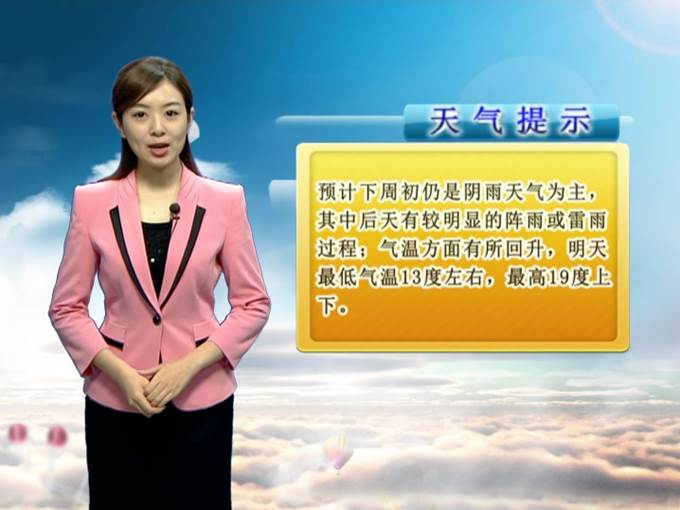 天气提示
预计下周初仍是阴雨天气为主，
其中后天有较明显的阵雨或雷雨
过程；气温方面有所回升，明天
最低气温13度左右，最高19度上
下。